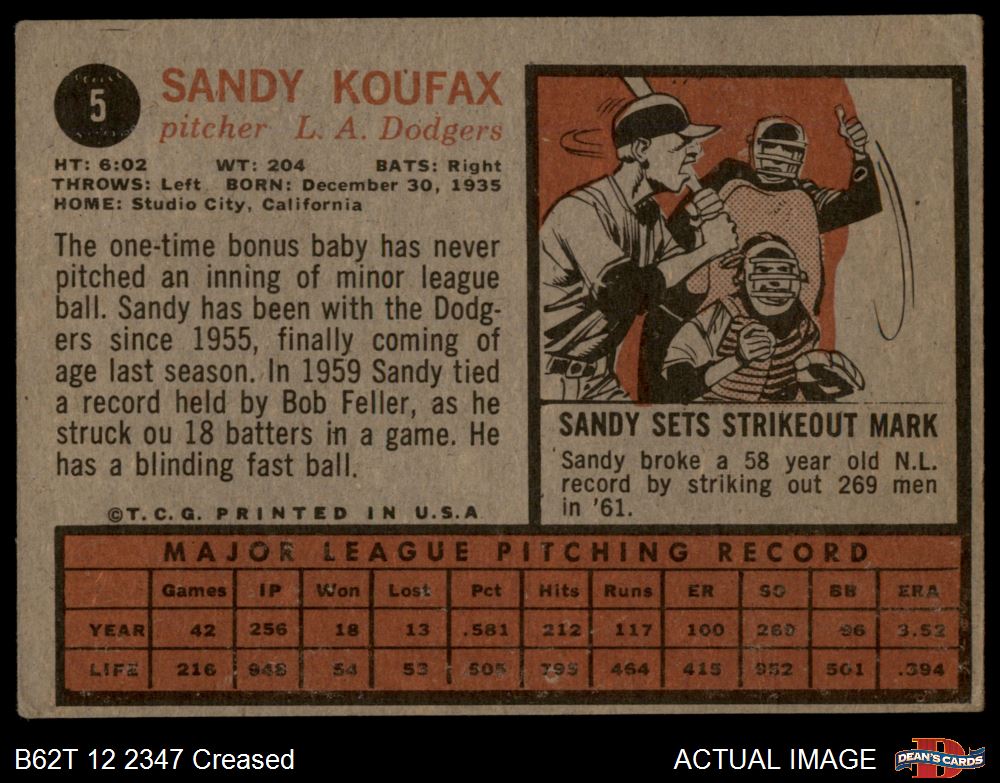 5
SANDY KOUFAX
pitcher L. A. Dodgers
HT: 6:02 WT: 204 BATS: Right
THROWS: Left BORN: December 30, 1935
HOME: Studio City, California
The one-time bonus baby has never
pitched an inning of minor league
ball. Sandy has been with the Dodg-
ers since 1955, finally coming of
age last season. In 1959 Sandy tied
a record held by Bob Feller, as he
struck ou 18 batters in a game. He
has a blinding fast ball.
©T. C. G. PRINTED IN U.S.A
SANDY SETS STRIKEOUT MARK
Sandy broke a 58 year old N.L.
record by striking out 269 men
in '61.
MAJOR LEAGUE PITCHING RECORD
Games IP Won Lost Pct Hits Runs ER SO BB ERA
YEAR 42 256 18 13 .581 212 117 100 269 96 3.52
LIFE 216 948 54 53 505 795 464 415 952 501 .394
B62T 12 2347 Creased
ACTUAL IMAGE
DEAN'S CARDS